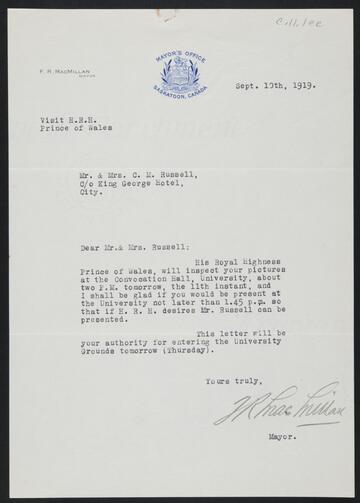 F. R. MACMILLAN
MAYOR
MAYOR'S OFFICE
SASKATOON, CANADA
Sept. 10th, 1919.
Visit H.R.H.
Prince of Wales
Mr. & Mrs. C. M. Russell,
C/o King George Hotel,
City.
Dear Mr.& Mrs. Russell:
His Royal Highness
Prince of Wales, will inspect your pictures
at the Convocation Hall, University, about
two P.M. tomorrow, the 11th instant, and
I shall be glad if you would be present at
the University not later than 1.45 p.m. so
that if H. R. H. desires Mr. Russell can be
presented.
This letter will be
your authority for entering the University
Grounds tomorrow (Thursday).
Yours truly,
F R MacMillan
Mayor.